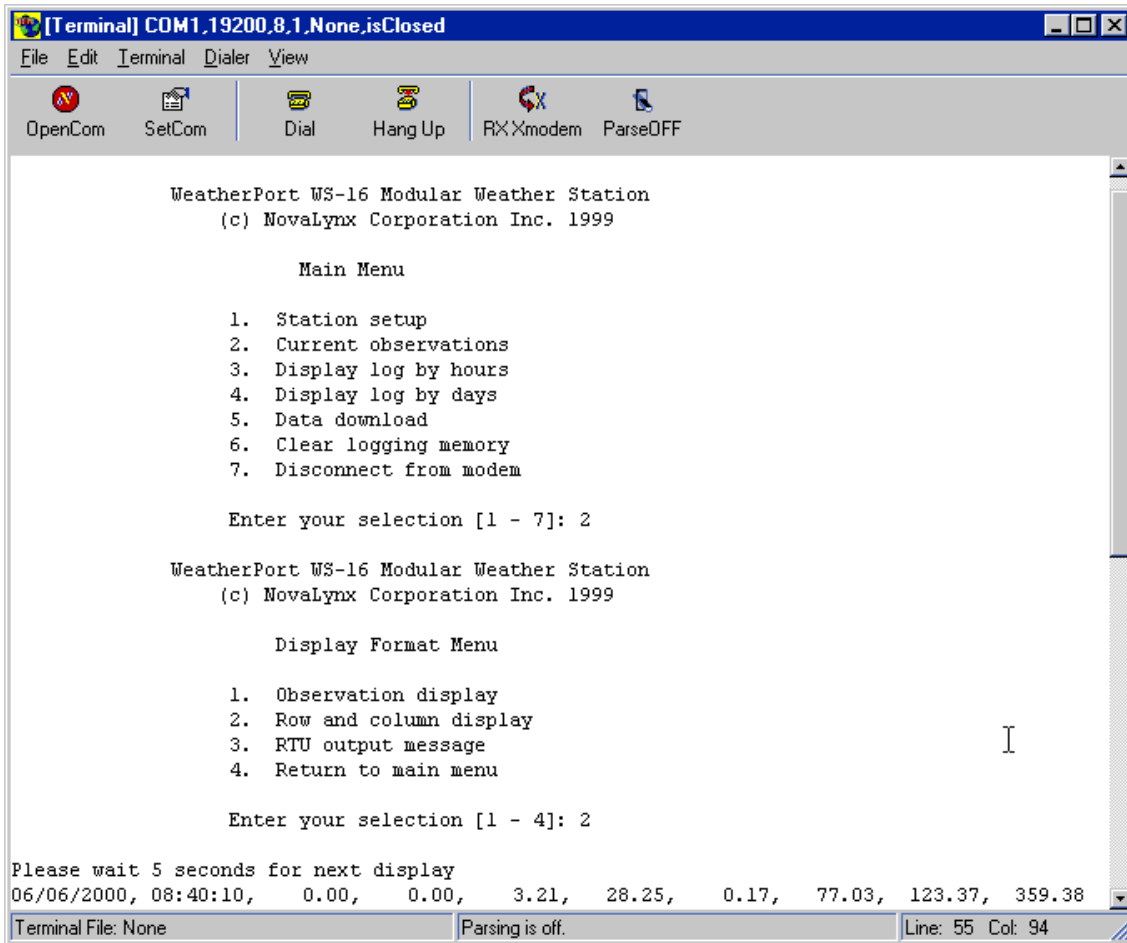 [Terminal] COM1,19200,8,1,None,isClosed
File Edit Terminal Dialer View
OpenCom SetCom Dial Hang Up RX Xmodem ParseOFF
WeatherPort WS-16 Modular Weather Station
(c) NovaLynx Corporation Inc. 1999
Main Menu
1. Station setup
2. Current observations
3. Display log by hours
4. Display log by days
5. Data download
6. Clear logging memory
7. Disconnect from modem
Enter your selection [1 - 7]: 2
WeatherPort WS-16 Modular Weather Station
(c) NovaLynx Corporation Inc. 1999
Display Format Menu
1. Observation display
2. Row and column display
3. RTU output message
4. Return to main menu
Enter your selection [1 - 4]: 2
Please wait 5 seconds for next display
06/06/2000, 08:40:10, 0.00, 0.00, 3.21, 28.25, 0.17, 77.03, 123.37, 359.38
Terminal File: None Parsing is off. Line: 55 Col: 94